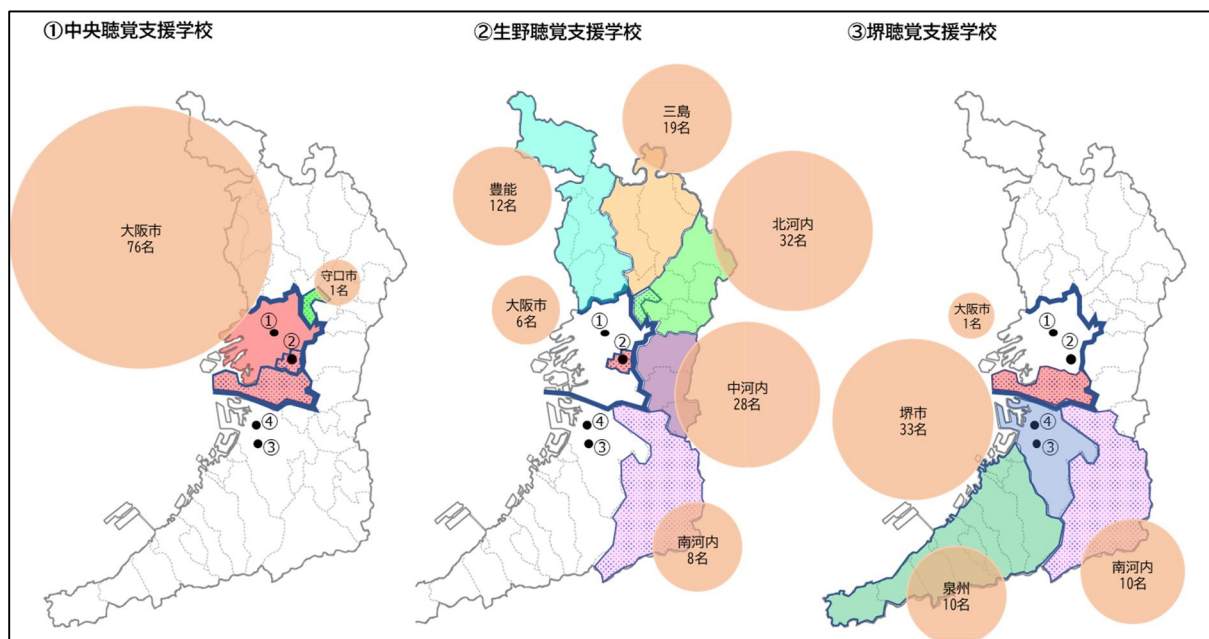 ①中央聴覚支援学校
大阪市
76名
守口市
1名
①
②
④
③
②生野聴覚支援学校
三島
19名
豊能
12名
北河内
32名
大阪市
6名
①
②
中河内
28名
④
③
南河内
8名
③堺聴覚支援学校
大阪市
1名
①
②
堺市
33名
④
③
南河内
10名
泉州
10名